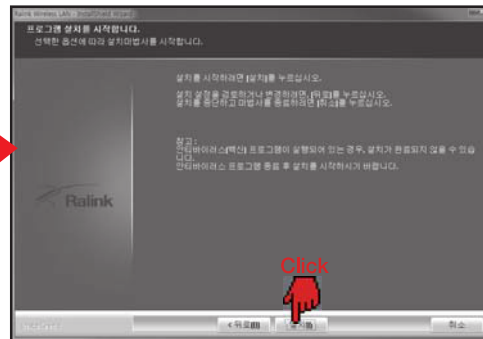 Ralink Wireless LAN - InstallShield Wizard
프로그램 설치를 시작합니다.
선택한 옵션에 따라 설치마법사를 시작합니다.
설치를 시작하려면 [설치]를 누르십시오.
설치 설정을 검토하거나 변경하려면, [뒤로]를 누르십시오.
설치를 중단하고 마법사를 종료하려면 [취소]를 누르십시오.
참고 :
안티바이러스(백신) 프로그램이 실행되어 있는 경우, 설치가 완료되지 않을 수 있습
니다.
안티바이러스 프로그램 종료 후 설치를 시작하시기 바랍니다.
Ralink
Click
InstallShield
< 뒤로(B)
설치(I)
취소